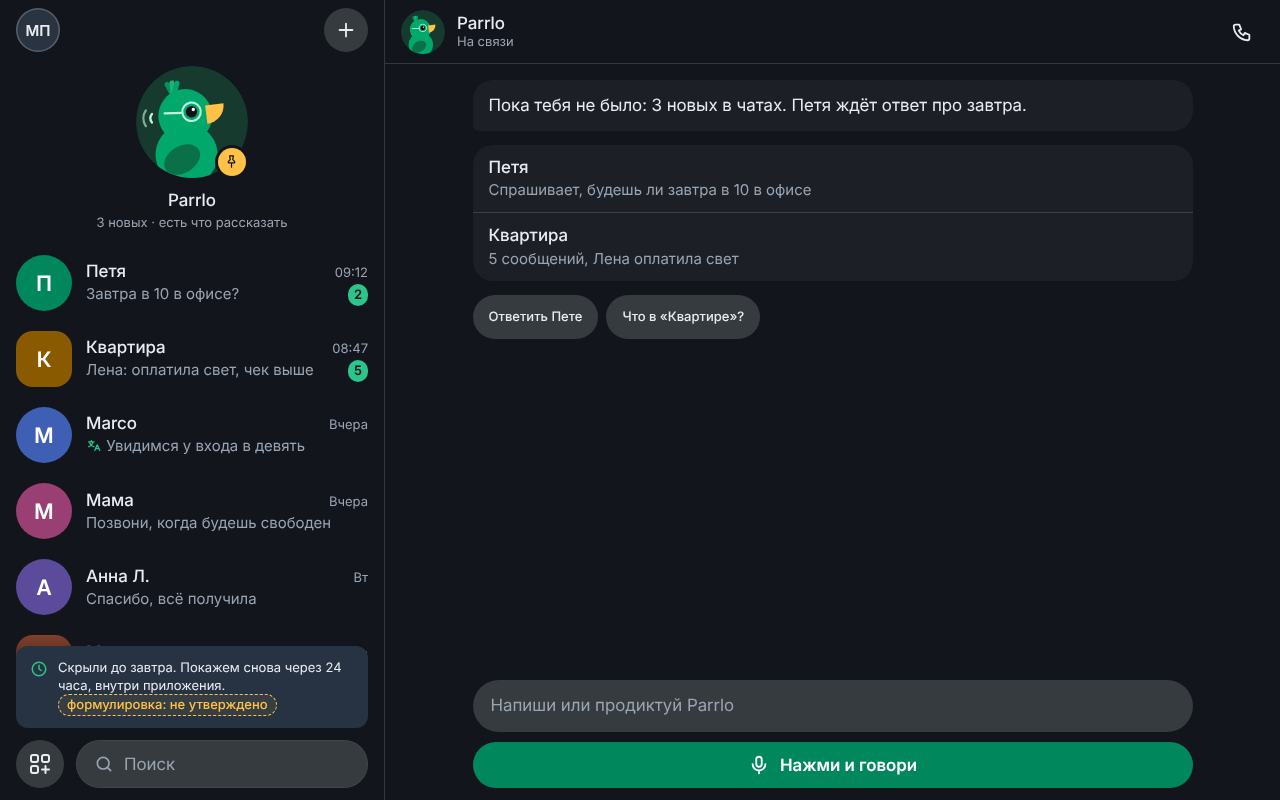 МП
Parrlo
3 новых · есть что рассказать
П
Петя
09:12
Завтра в 10 в офисе?
2
К
Квартира
08:47
Лена: оплатила свет, чек выше
5
M
Marco
Вчера
Увидимся у входа в девять
М
Мама
Вчера
Позвони, когда будешь свободен
А
Анна Л.
Вт
Спасибо, всё получила
Скрыли до завтра. Покажем снова через 24
часа, внутри приложения.
формулировка: не утверждено
Поиск
Parrlo
На связи
Пока тебя не было: 3 новых в чатах. Петя ждёт ответ про завтра.
Петя
Спрашивает, будешь ли завтра в 10 в офисе
Квартира
5 сообщений, Лена оплатила свет
Ответить Пете
Что в «Квартире»?
Напиши или продиктуй Parrlo
Нажми и говори